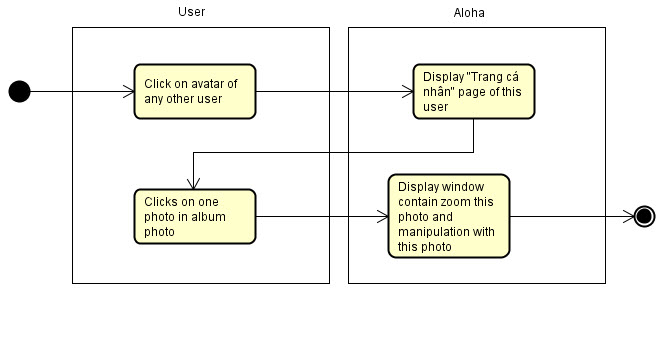 User
Aloha
Click on avatar of
any other user
Display "Trang cá
nhân" page of this
user
Clicks on one
photo in album
photo
Display window
contain zoom this
photo and
manipulation with
this photo